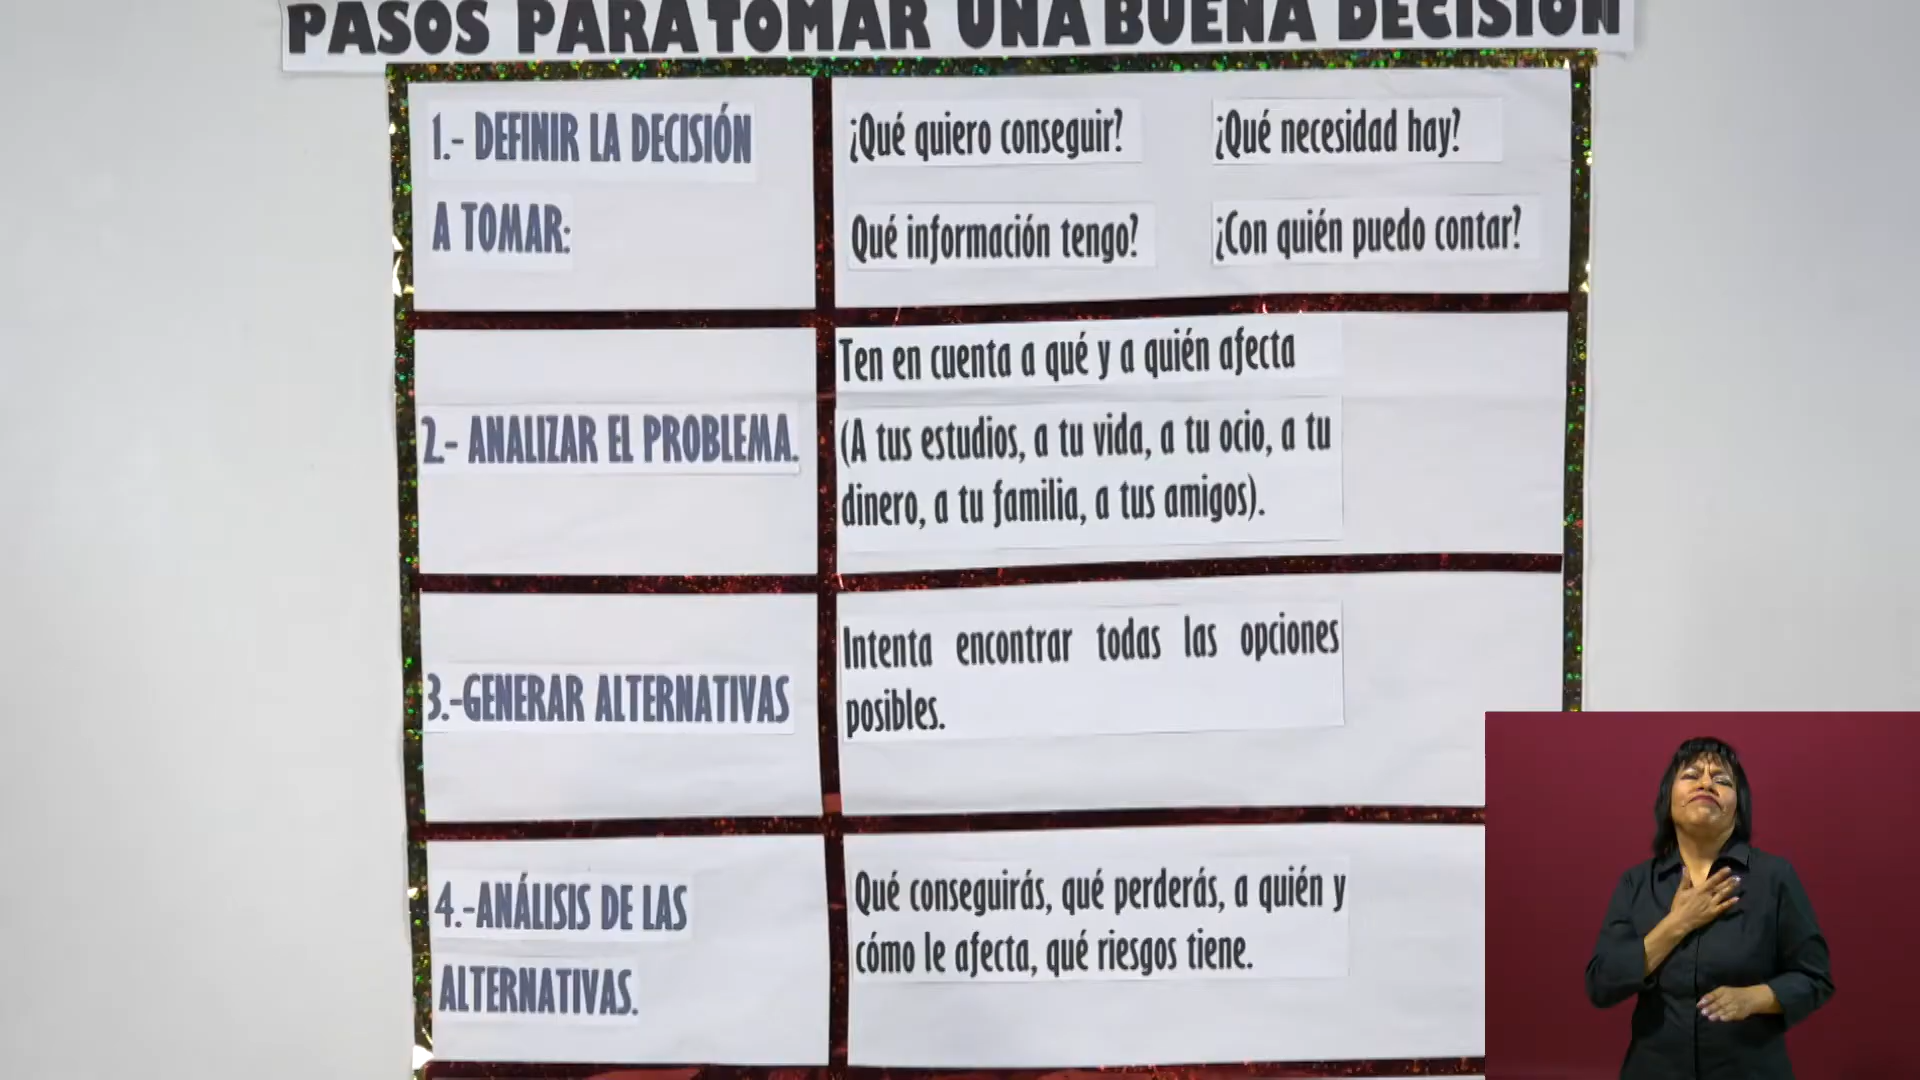 PASOS PARA TOMAR UNA BUENA DECISIÓN
1.- DEFINIR LA DECISIÓN
A TOMAR:
¿Qué quiero conseguir?
¿Qué necesidad hay?
Qué información tengo?
¿Con quién puedo contar?
2.- ANALIZAR EL PROBLEMA.
Ten en cuenta a qué y a quién afecta
(A tus estudios, a tu vida, a tu ocio, a tu
dinero, a tu familia, a tus amigos).
3.-GENERAR ALTERNATIVAS
Intenta encontrar todas las opciones
posibles.
4.-ANÁLISIS DE LAS
ALTERNATIVAS.
Qué conseguirás, qué perderás, a quién y
cómo le afecta, qué riesgos tiene.